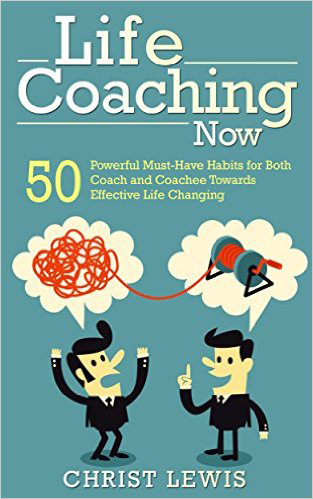 Life
Coaching
Now
50 Powerful Must-Have Habits for Both
Coach and Coachee Towards
Effective Life Changing
CHRIST LEWIS